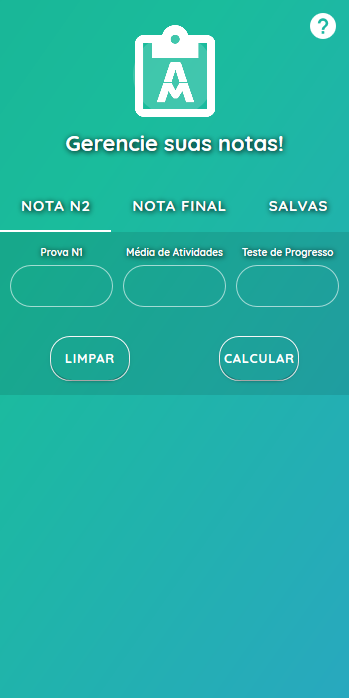 ?
AM
Gerencie suas notas!
NOTA N2 NOTA FINAL SALVAS
Prova N1 Média de Atividades Teste de Progresso
LIMPAR CALCULAR